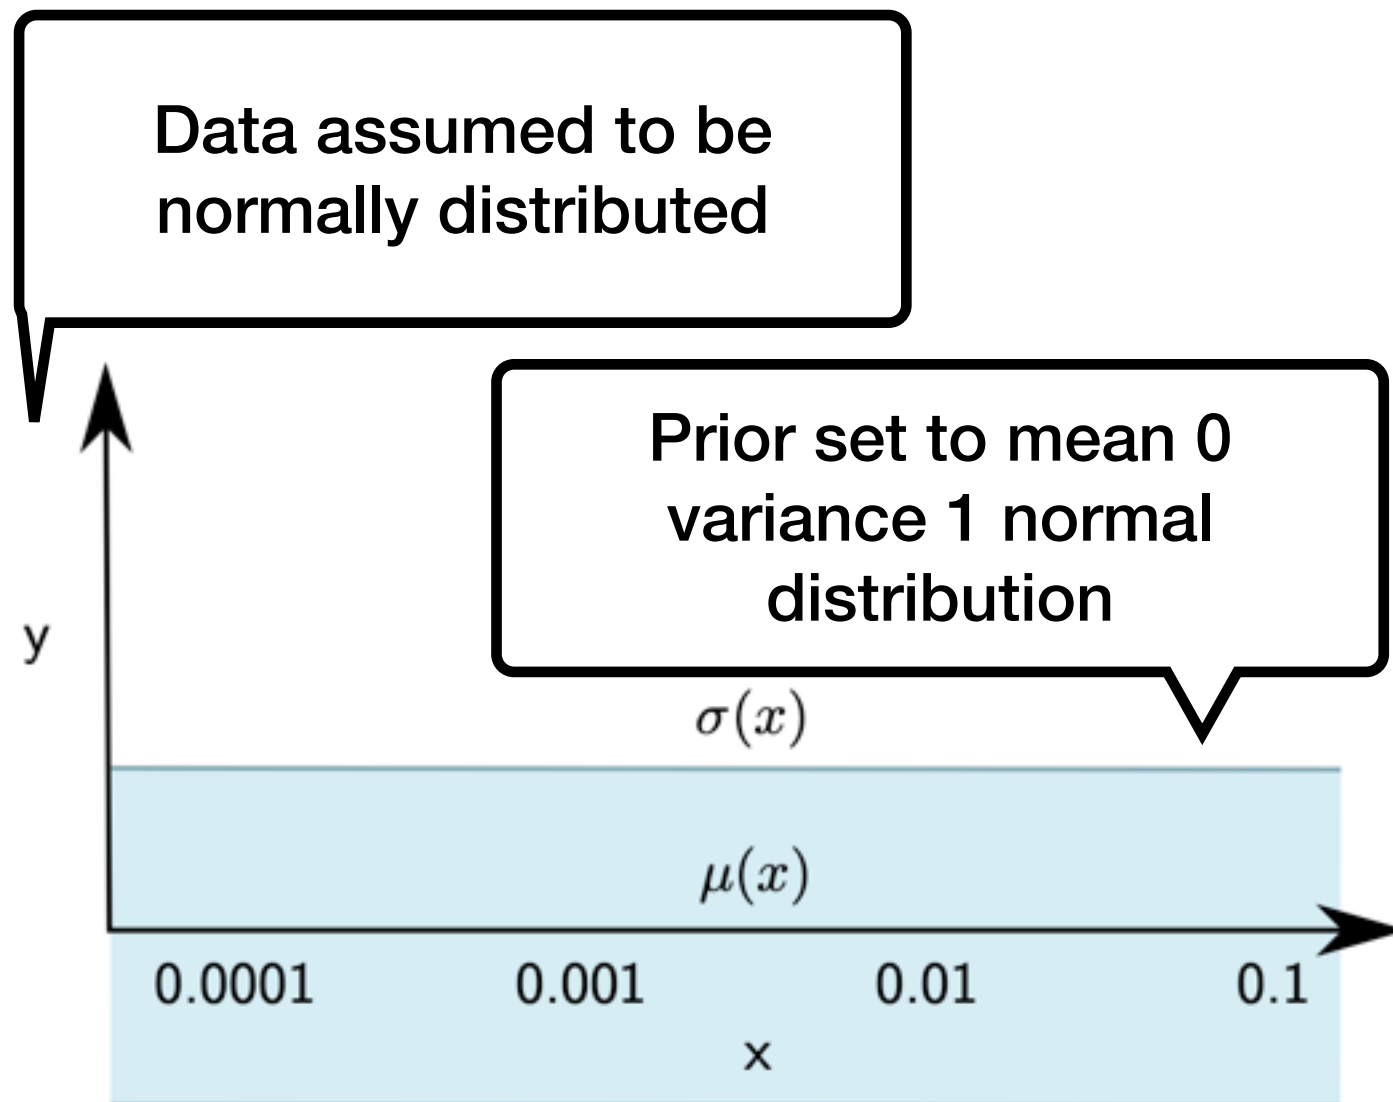 Data assumed to be
normally distributed
Prior set to mean 0
variance 1 normal
distribution
y
σ(x)
μ(x)
0.0001 0.001 0.01 0.1
x